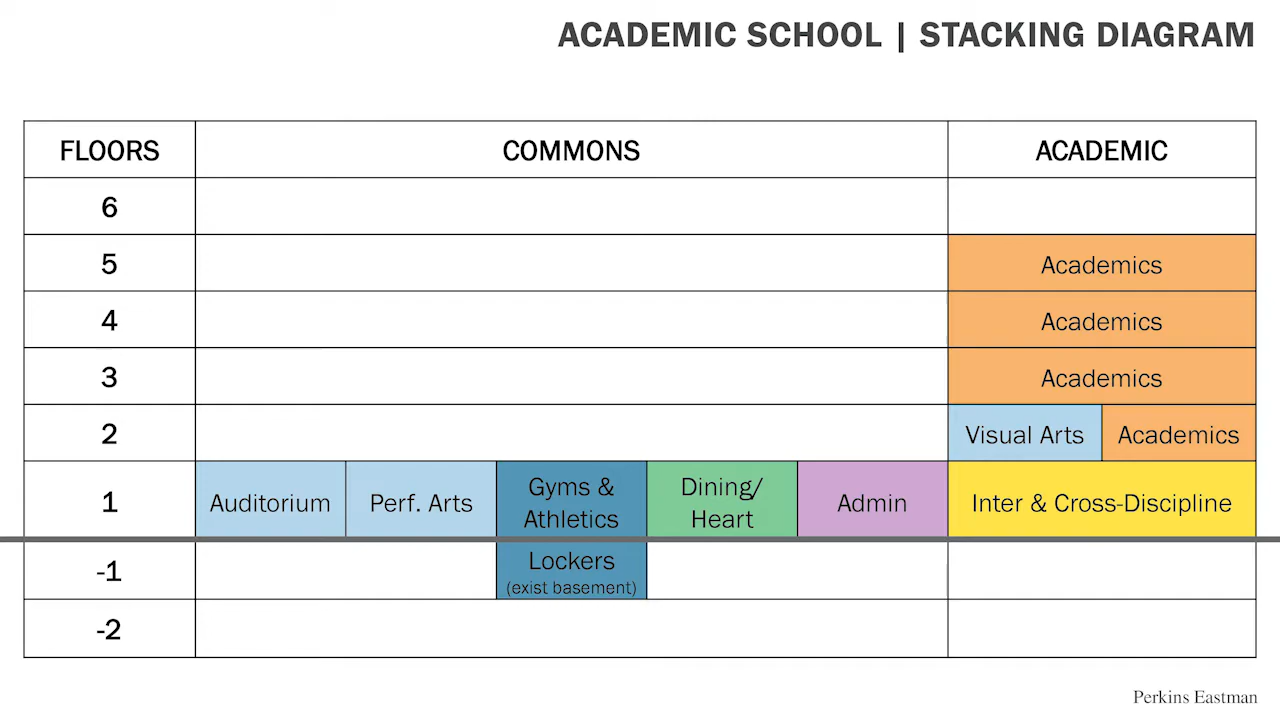 ACADEMIC SCHOOL | STACKING DIAGRAM
FLOORS COMMONS ACADEMIC
6
5 Academics
4 Academics
3 Academics
2 Visual Arts Academics
1 Auditorium Perf. Arts Gyms & Athletics Dining/ Heart Admin Inter & Cross-Discipline
-1 Lockers (exist basement)
-2
Perkins Eastman